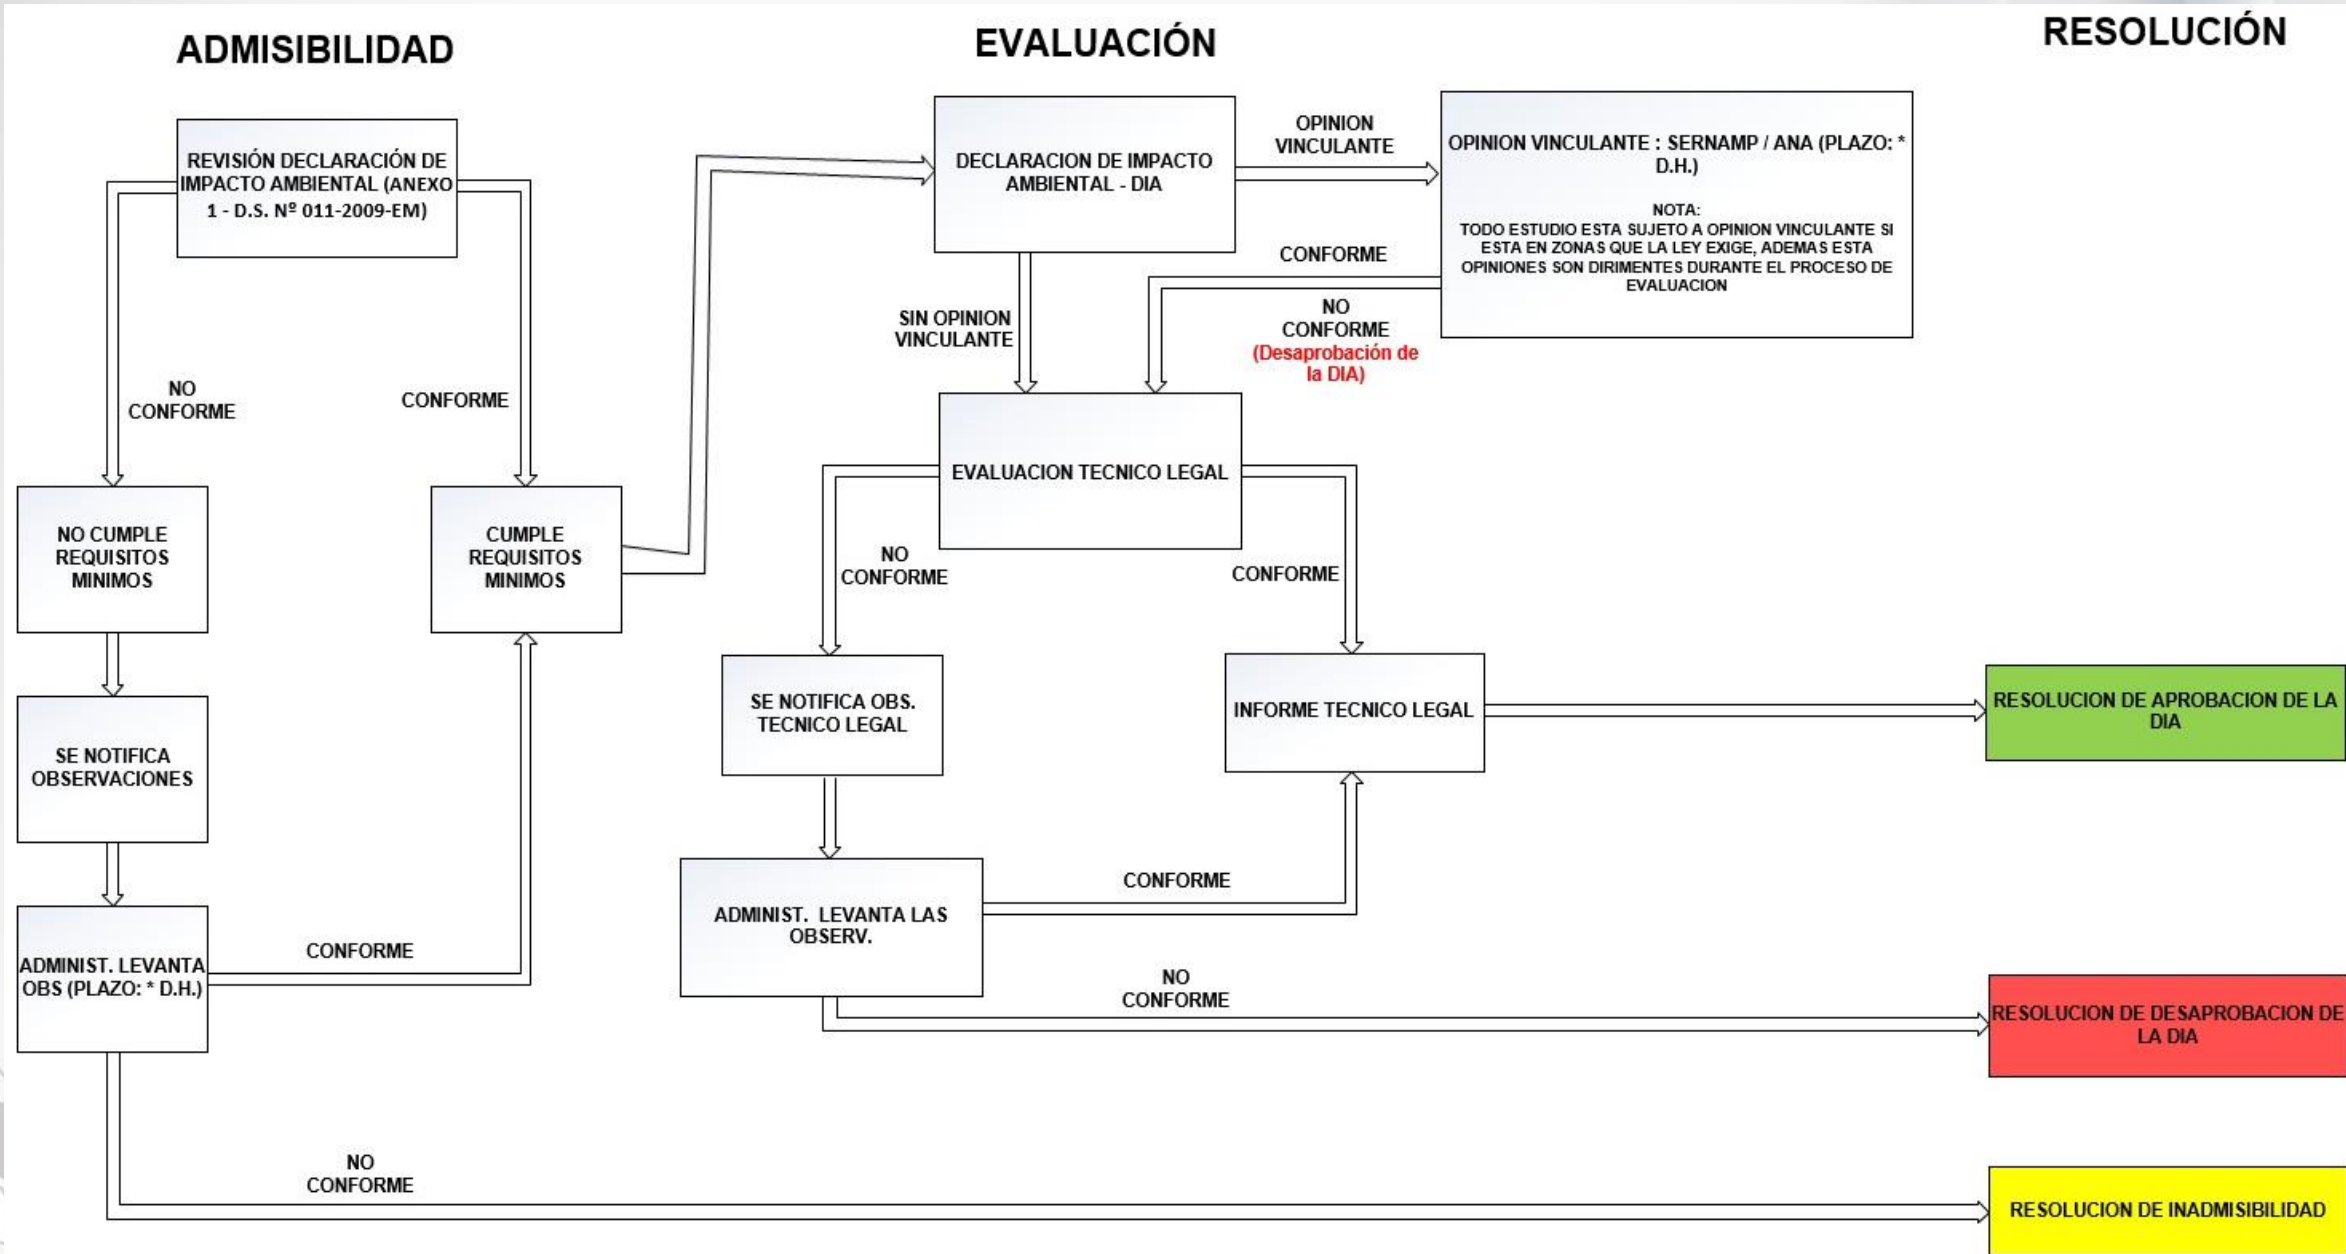 ADMISIBILIDAD
EVALUACIÓN
RESOLUCIÓN
REVISIÓN DECLARACIÓN DE
IMPACTO AMBIENTAL (ANEXO
1 - D.S. Nº 011-2009-EM)
NO
CONFORME
CONFORME
NO CUMPLE
REQUISITOS
MINIMOS
CUMPLE
REQUISITOS
MINIMOS
SE NOTIFICA
OBSERVACIONES
ADMINIST. LEVANTA
OBS (PLAZO: * D.H.)
CONFORME
NO
CONFORME
DECLARACION DE IMPACTO
AMBIENTAL - DIA
OPINION
VINCULANTE
OPINION VINCULANTE : SERNAMP / ANA (PLAZO: *
D.H.)
NOTA:
TODO ESTUDIO ESTA SUJETO A OPINION VINCULANTE SI
ESTA EN ZONAS QUE LA LEY EXIGE, ADEMAS ESTA
OPINIONES SON DIRIMENTES DURANTE EL PROCESO DE
EVALUACION
CONFORME
NO
CONFORME
(Desaprobación de
la DIA)
SIN OPINION
VINCULANTE
EVALUACION TECNICO LEGAL
NO
CONFORME
CONFORME
SE NOTIFICA OBS.
TECNICO LEGAL
INFORME TECNICO LEGAL
ADMINIST. LEVANTA LAS
OBSERV.
CONFORME
NO
CONFORME
RESOLUCION DE APROBACION DE LA
DIA
RESOLUCION DE DESAPROBACION DE
LA DIA
RESOLUCION DE INADMISIBILIDAD